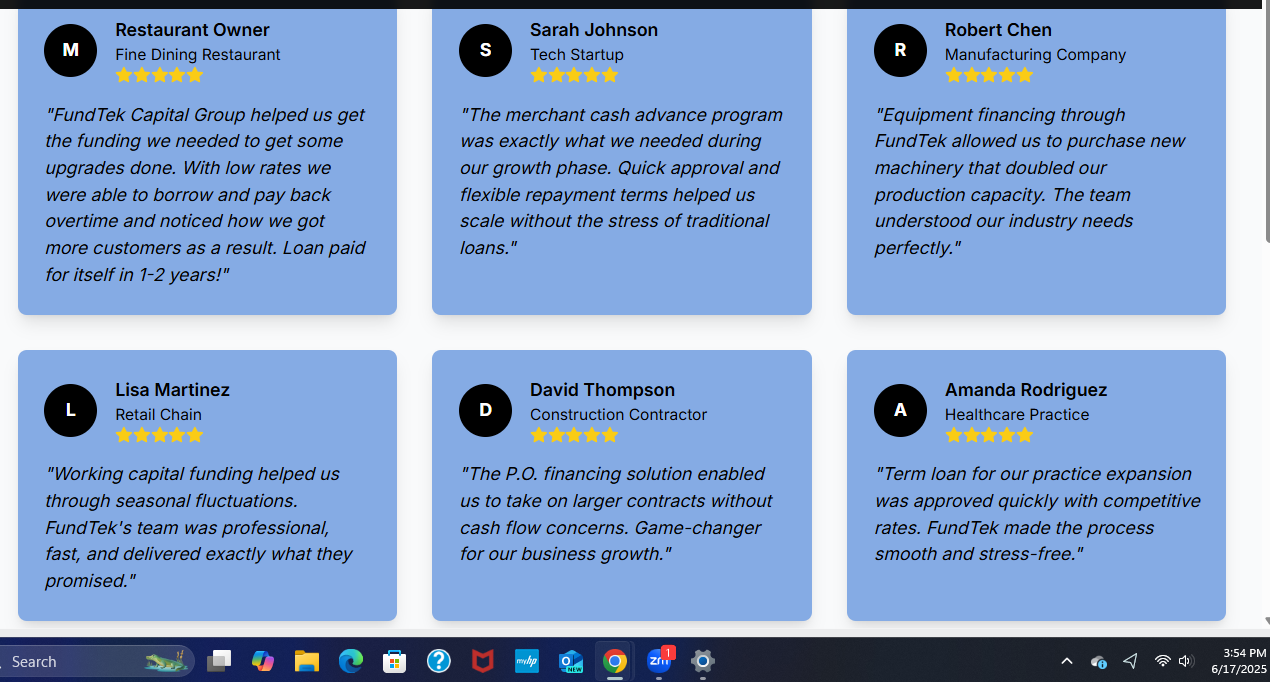 M
Restaurant Owner
Fine Dining Restaurant
"FundTek Capital Group helped us get
the funding we needed to get some
upgrades done. With low rates we
were able to borrow and pay back
overtime and noticed how we got
more customers as a result. Loan paid
for itself in 1-2 years!"
S
Sarah Johnson
Tech Startup
"The merchant cash advance program
was exactly what we needed during
our growth phase. Quick approval and
flexible repayment terms helped us
scale without the stress of traditional
loans."
R
Robert Chen
Manufacturing Company
"Equipment financing through
FundTek allowed us to purchase new
machinery that doubled our
production capacity. The team
understood our industry needs
perfectly."
L
Lisa Martinez
Retail Chain
"Working capital funding helped us
through seasonal fluctuations.
FundTek's team was professional,
fast, and delivered exactly what they
promised."
D
David Thompson
Construction Contractor
"The P.O. financing solution enabled
us to take on larger contracts without
cash flow concerns. Game-changer
for our business growth."
A
Amanda Rodriguez
Healthcare Practice
"Term loan for our practice expansion
was approved quickly with competitive
rates. FundTek made the process
smooth and stress-free."
Search
?
myhp
O
NEW
zm
1
3:54 PM
6/17/2025